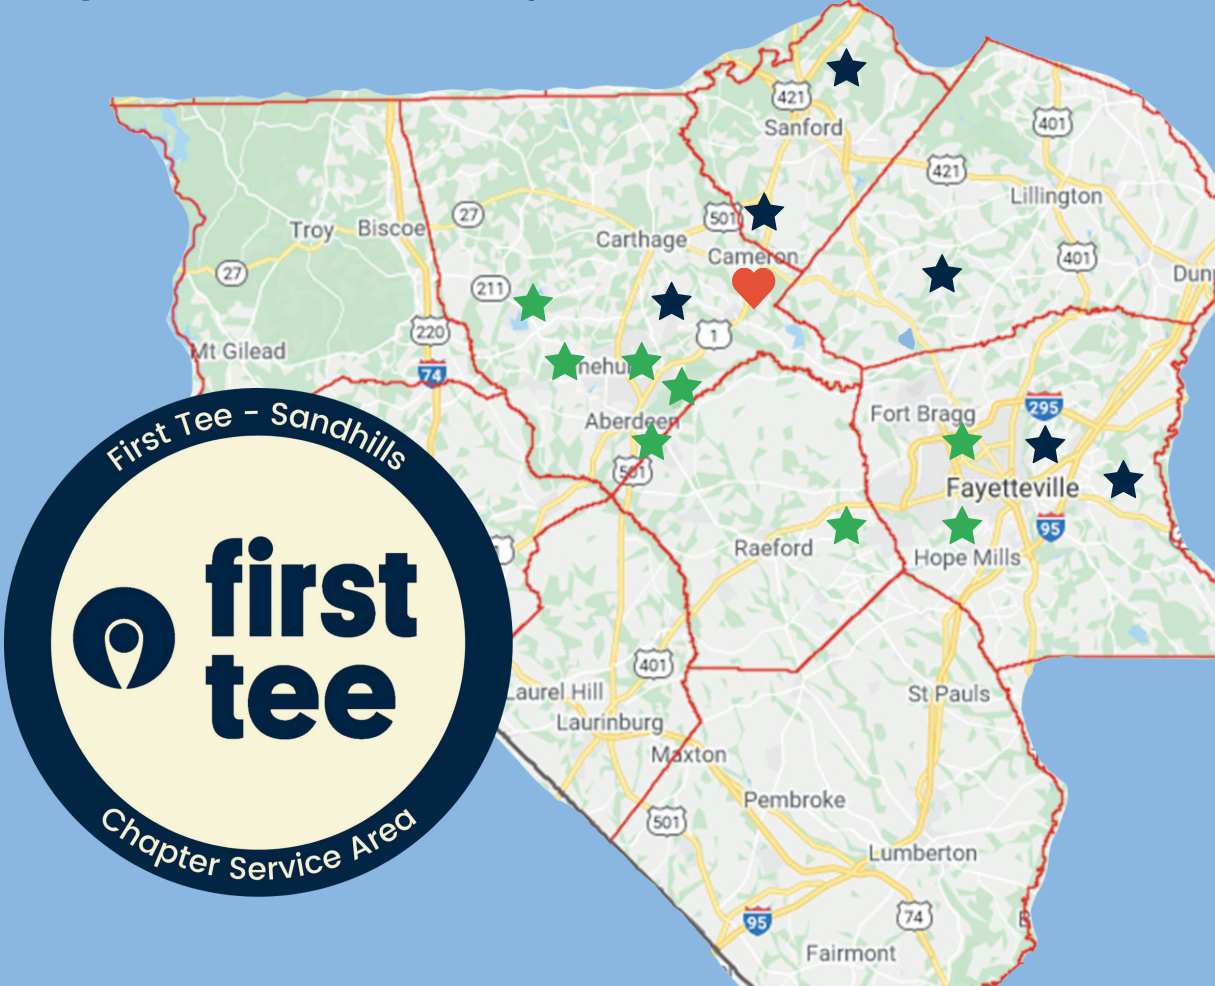 421
Sanford
401
421
Lillington
27
501
Troy
Biscoe
Carthage
Cameron
401
27
211
220
1
Mt Gilead
74
nehu
Aberdeen
Fort Bragg
295
501
Fayetteville
95
Raeford
Hope Mills
First Tee - Sandhills
first
tee
Chapter Service Area
401
Laurel Hill
St Pauls
Laurinburg
Maxton
Pembroke
501
Lumberton
95
74
Fairmont